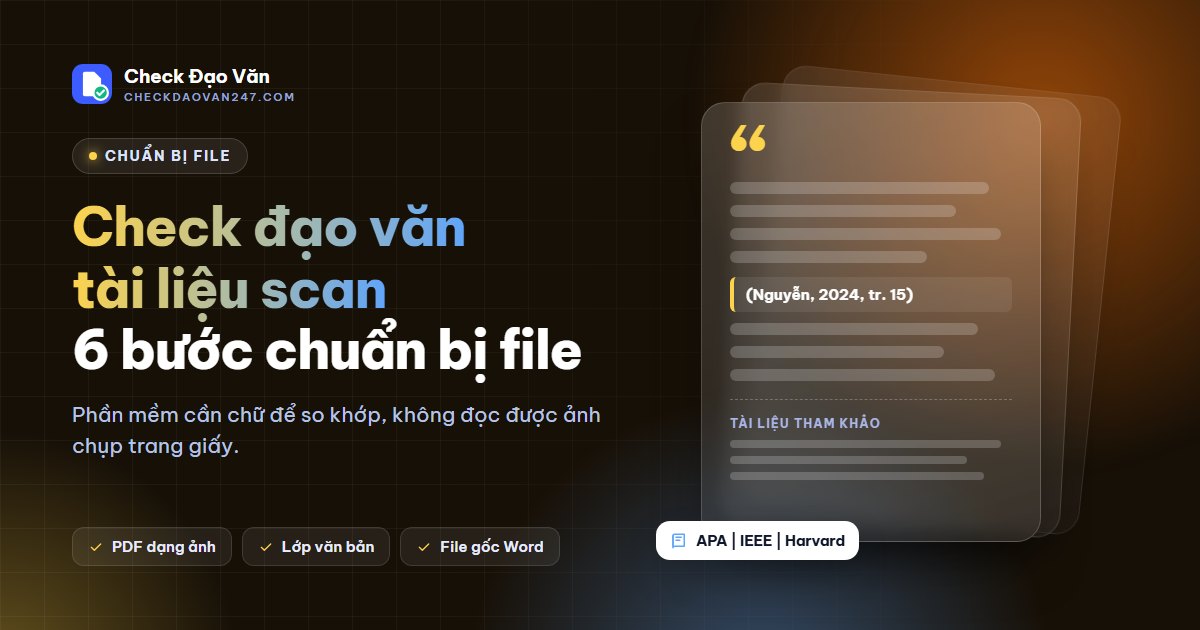 Check Đạo Văn
CHECKDAOVAN247.COM
CHUẨN BỊ FILE
Check đạo văn
tài liệu scan
6 bước chuẩn bị file
Phần mềm cần chữ để so khớp, không đọc được ảnh
chụp trang giấy.
PDF dạng ảnh
Lớp văn bản
File gốc Word
“
(Nguyễn, 2024, tr. 15)
TÀI LIỆU THAM KHẢO
APA | IEEE | Harvard